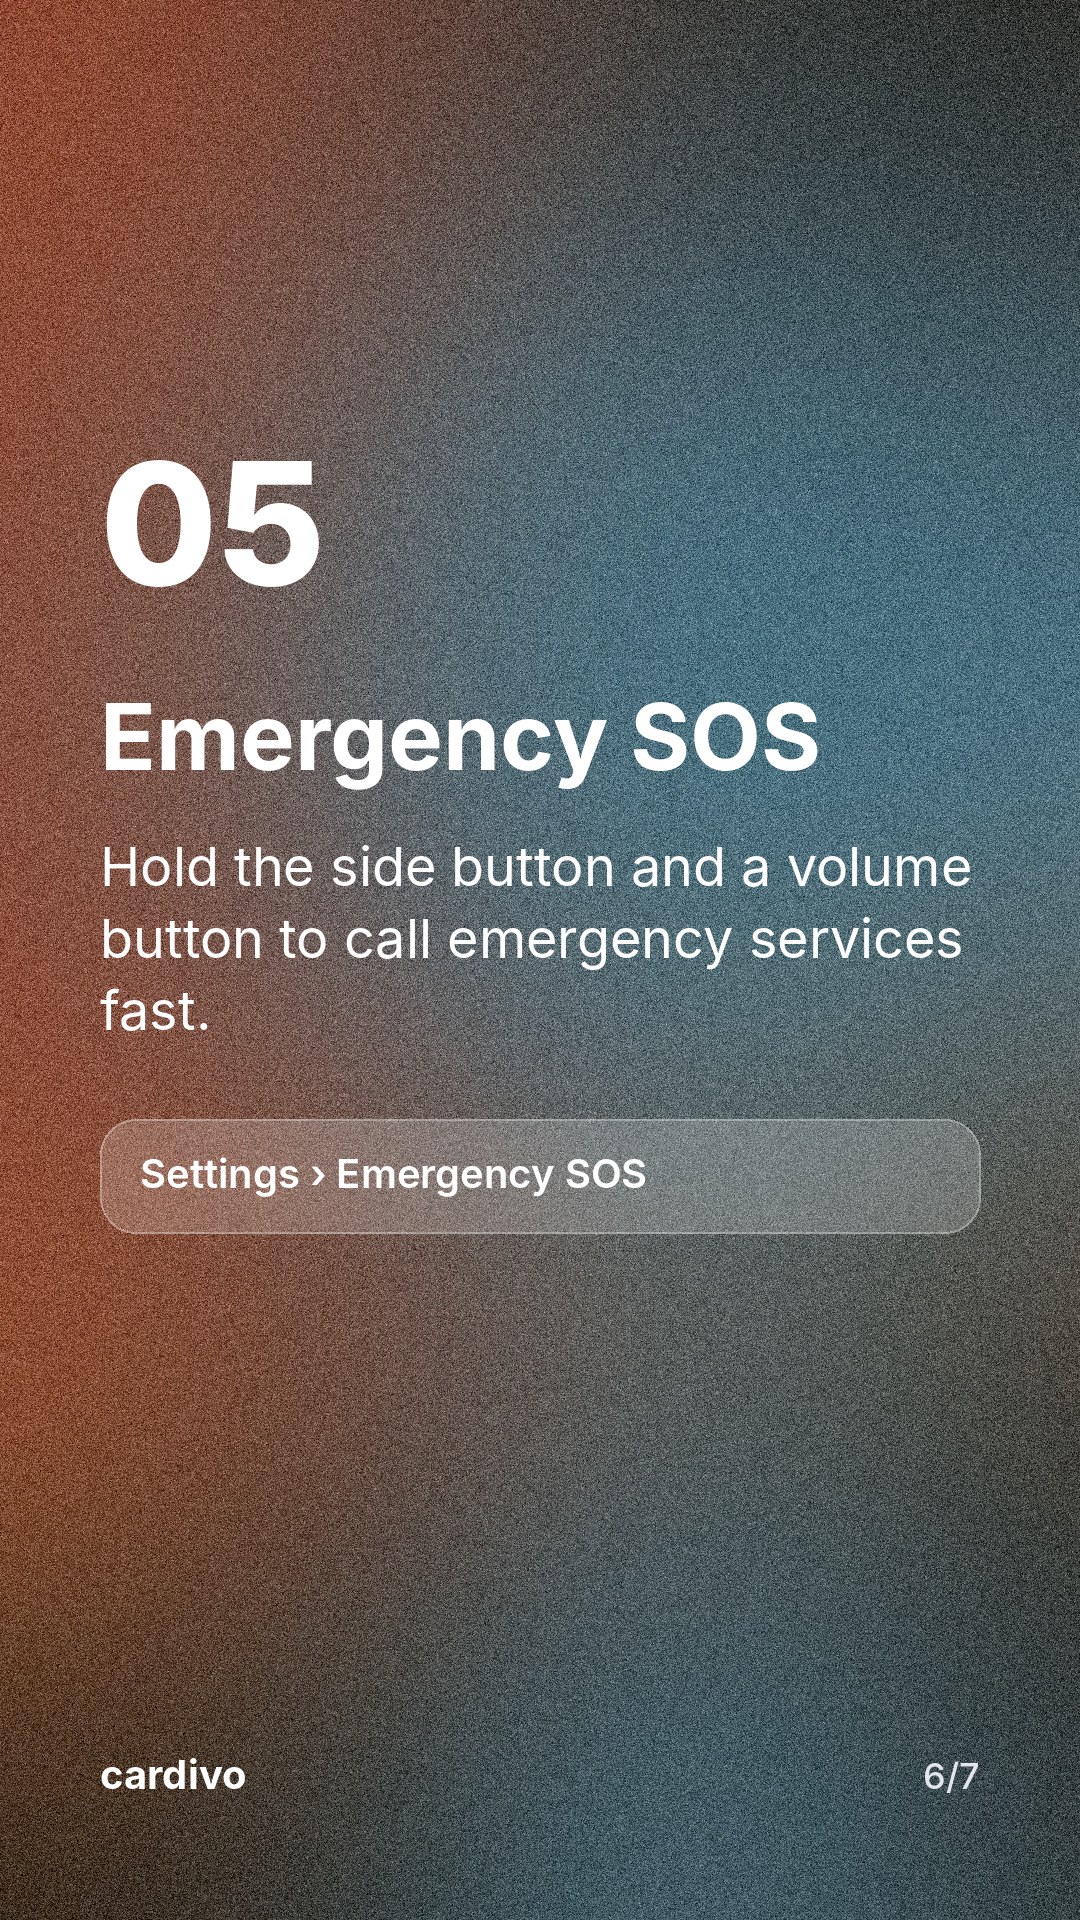 05
Emergency SOS
Hold the side button and a volume
button to call emergency services
fast.
Settings › Emergency SOS
cardivo
6/7